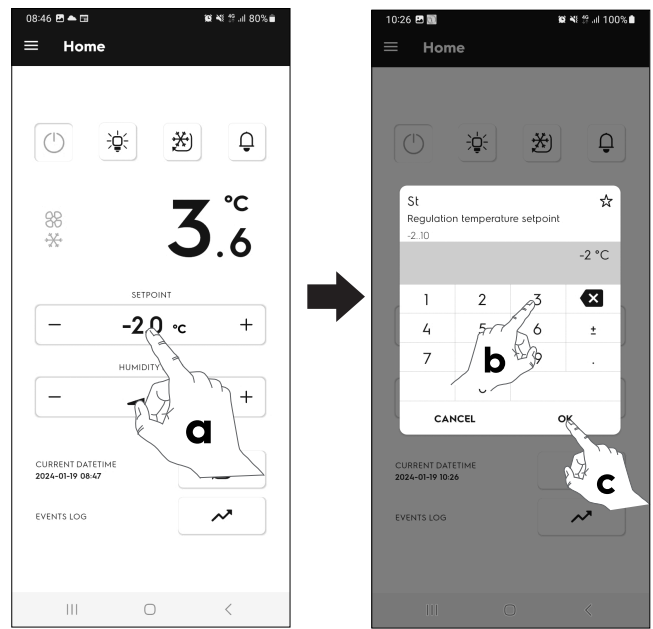 08:46
80%
Home
3.6 °C
SETPOINT
− -2.0 °c +
HUMIDITY
− +
a
CURRENT DATETIME
2024-01-19 08:47
EVENTS LOG
10:26
100%
Home
St
Regulation temperature setpoint
-2..10
-2 °C
1 2 3
4 5 6 ±
7 9 .
b
CANCEL OK
c
CURRENT DATETIME
2024-01-19 10:26
EVENTS LOG